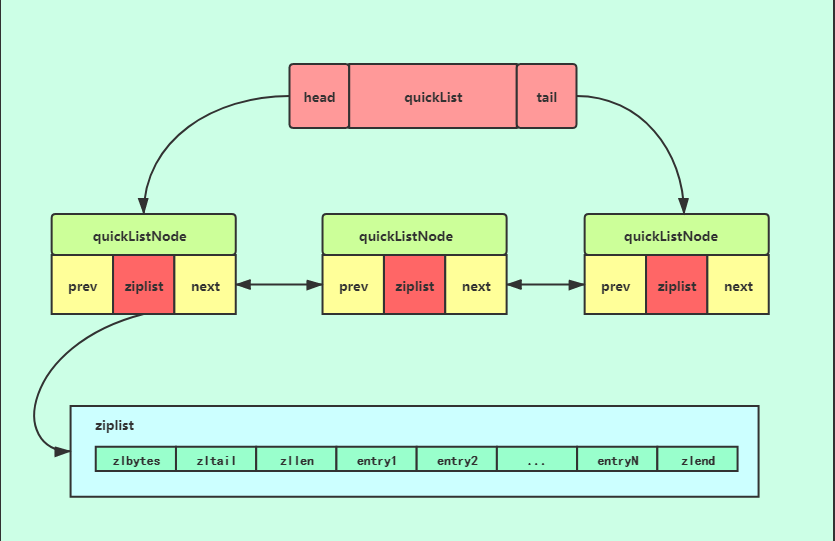 head quickList tail
quickListNode quickListNode quickListNode
prev ziplist next prev ziplist next prev ziplist next
ziplist
zlbytes zltail zllen entry1 entry2 ... entryN zlend